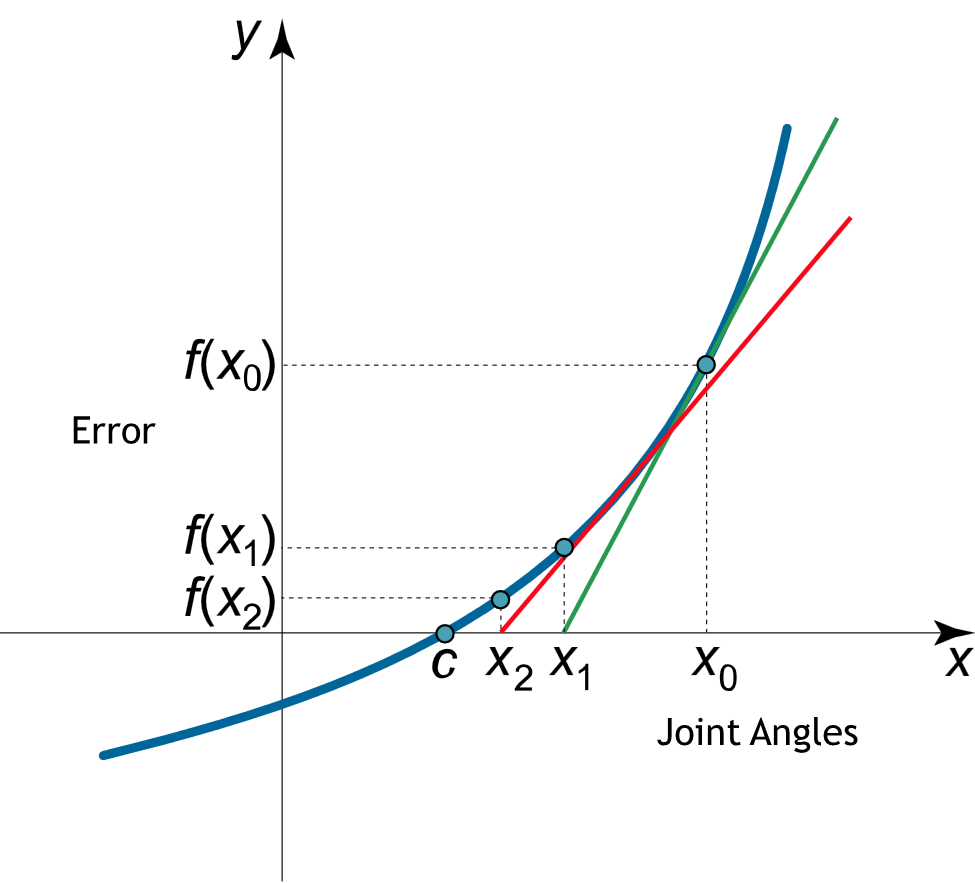 y
f(x₀)
Error
f(x₁)
f(x₂)
c
x₂
x₁
x₀
x
Joint Angles